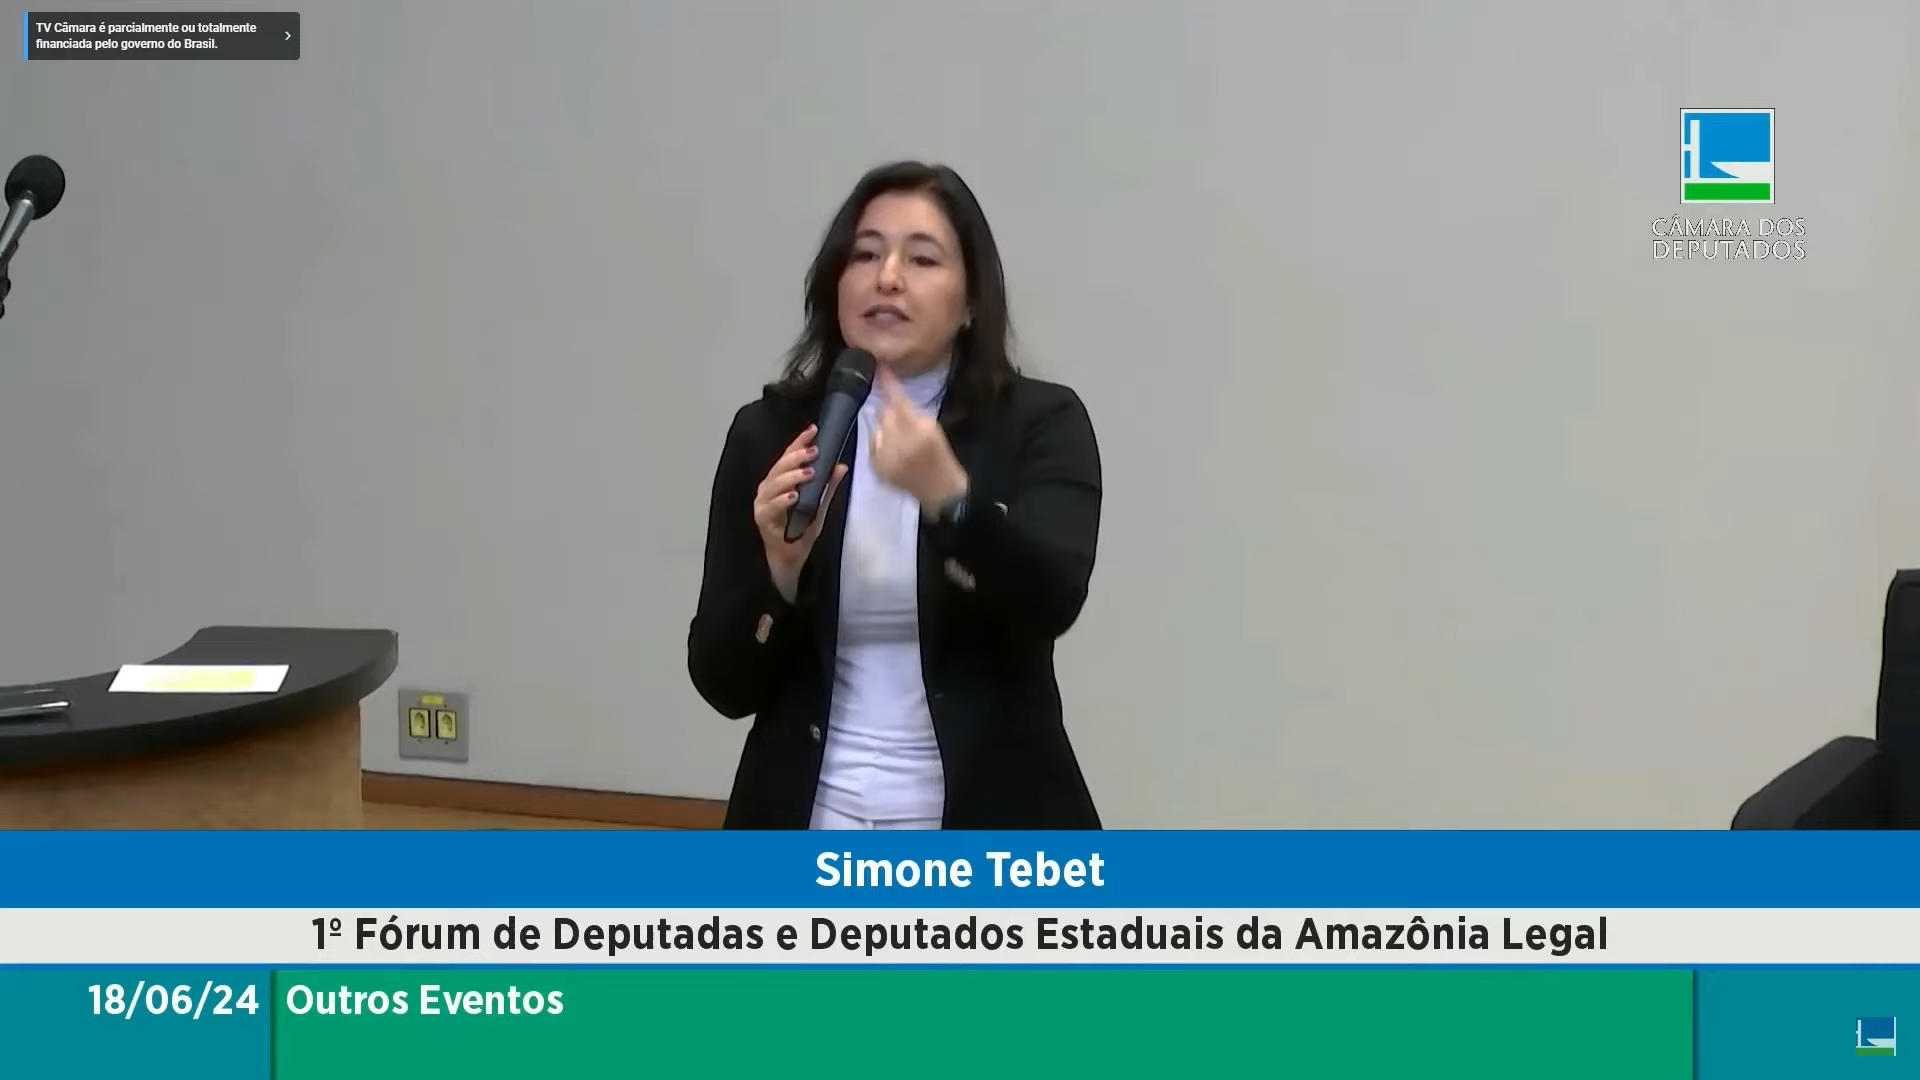 TV Câmara é parcialmente ou totalmente
financiada pelo governo do Brasil.
CÂMARA DOS
DEPUTADOS
Simone Tebet
1º Fórum de Deputadas e Deputados Estaduais da Amazônia Legal
18/06/24 Outros Eventos